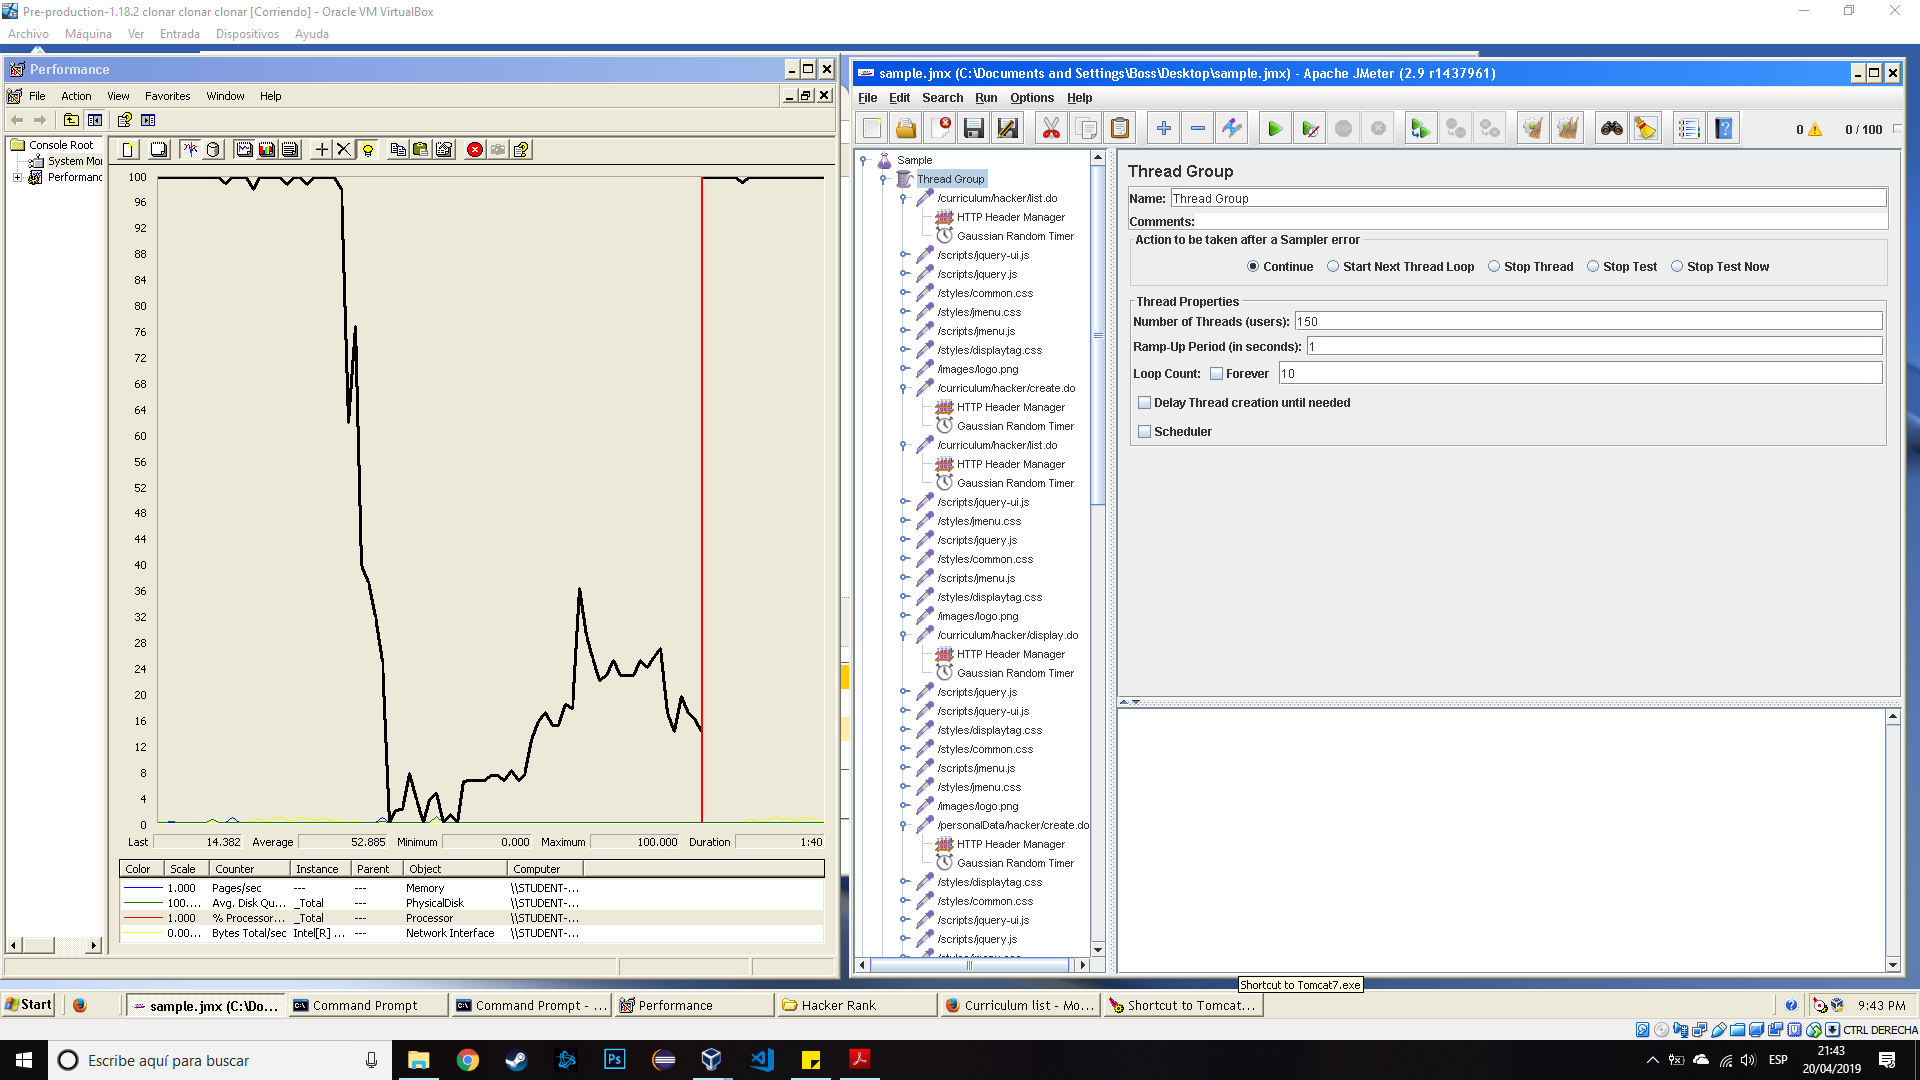 Pre-production-1.18.2 clonar clonar clonar [Corriendo] - Oracle VM VirtualBox
Archivo Máquina Ver Entrada Dispositivos Ayuda
Performance
File Action View Favorites Window Help
Console Root
System Mo
Performanc
100
96
92
88
84
80
76
72
68
64
60
56
52
48
44
40
36
32
28
24
20
16
12
8
4
0
Last 14.382 Average 52.885 Minimum 0.000 Maximum 100.000 Duration 1:40
Color Scale Counter Instance Parent Object Computer
1.000 Pages/sec --- --- Memory \\STUDENT-...
100.... Avg. Disk Qu... _Total --- PhysicalDisk \\STUDENT-...
1.000 % Processor... _Total --- Processor \\STUDENT-...
0.00... Bytes Total/sec Intel[R] ... --- Network Interface \\STUDENT-...
sample.jmx (C:\Documents and Settings\Boss\Desktop\sample.jmx) - Apache JMeter (2.9 r1437961)
File Edit Search Run Options Help
0 0 / 100
Sample
Thread Group
/curriculum/hacker/list.do
HTTP Header Manager
Gaussian Random Timer
/scripts/jquery-ui.js
/scripts/jquery.js
/styles/common.css
/styles/jmenu.css
/scripts/jmenu.js
/styles/displaytag.css
/images/logo.png
/curriculum/hacker/create.do
HTTP Header Manager
Gaussian Random Timer
/curriculum/hacker/list.do
HTTP Header Manager
Gaussian Random Timer
/scripts/jquery-ui.js
/styles/jmenu.css
/scripts/jquery.js
/styles/common.css
/scripts/jmenu.js
/styles/displaytag.css
/images/logo.png
/curriculum/hacker/display.do
HTTP Header Manager
Gaussian Random Timer
/scripts/jquery.js
/scripts/jquery-ui.js
/styles/displaytag.css
/styles/common.css
/scripts/jmenu.js
/styles/jmenu.css
/images/logo.png
/personalData/hacker/create.do
HTTP Header Manager
Gaussian Random Timer
/styles/displaytag.css
/styles/common.css
/scripts/jquery-ui.js
/scripts/jquery.js
Thread Group
Name: Thread Group
Comments:
Action to be taken after a Sampler error
Continue Start Next Thread Loop Stop Thread Stop Test Stop Test Now
Thread Properties
Number of Threads (users): 150
Ramp-Up Period (in seconds): 1
Loop Count: Forever 10
Delay Thread creation until needed
Scheduler
Shortcut to Tomcat7.exe
Start sample.jmx (C:\Do... Command Prompt Command Prompt - ... Performance Hacker Rank Curriculum list - Mo... Shortcut to Tomcat... 9:43 PM
CTRL DERECHA
Escribe aquí para buscar
ESP
21:43
20/04/2019